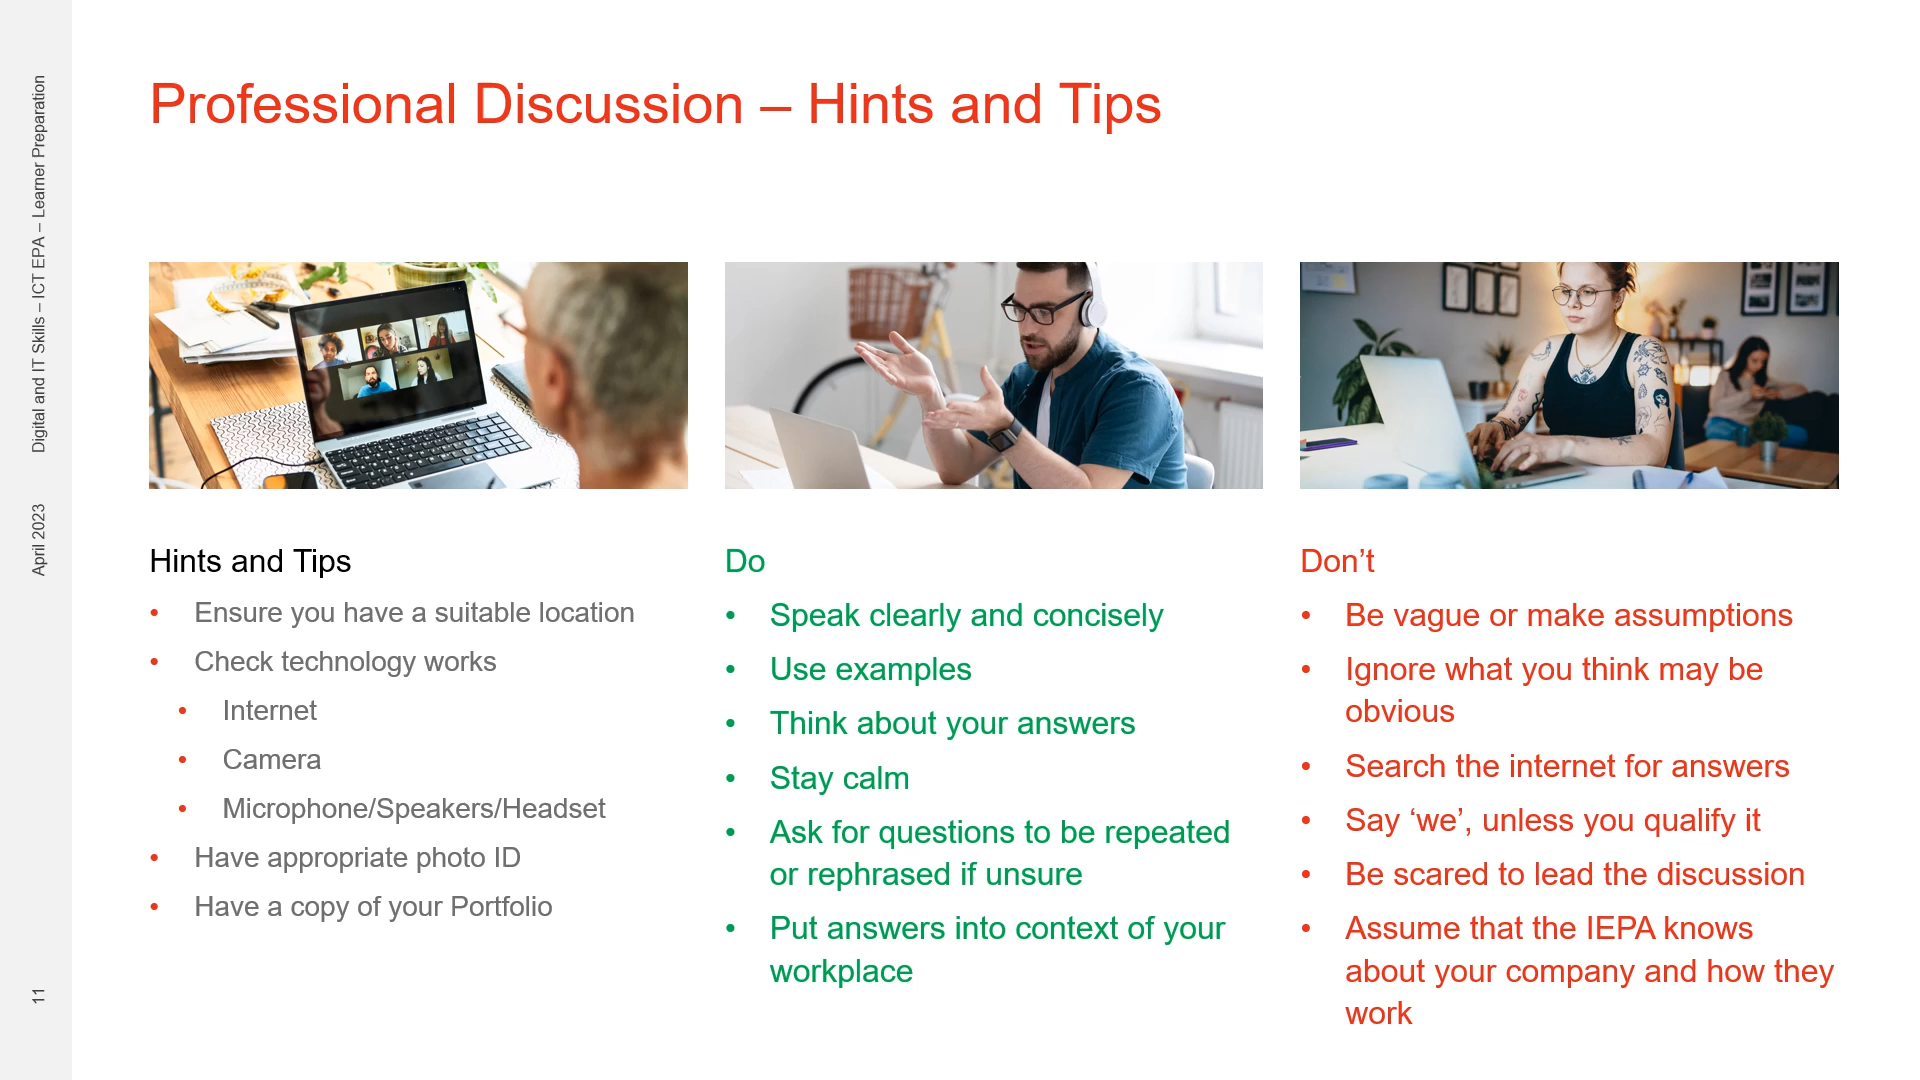 Professional Discussion – Hints and Tips
Hints and Tips
• Ensure you have a suitable location
• Check technology works
• Internet
• Camera
• Microphone/Speakers/Headset
• Have appropriate photo ID
• Have a copy of your Portfolio
Do
• Speak clearly and concisely
• Use examples
• Think about your answers
• Stay calm
• Ask for questions to be repeated
or rephrased if unsure
• Put answers into context of your
workplace
Don’t
• Be vague or make assumptions
• Ignore what you think may be
obvious
• Search the internet for answers
• Say ‘we’, unless you qualify it
• Be scared to lead the discussion
• Assume that the IEPA knows
about your company and how they
work
Digital and IT Skills – ICT EPA – Learner Preparation
April 2023
11